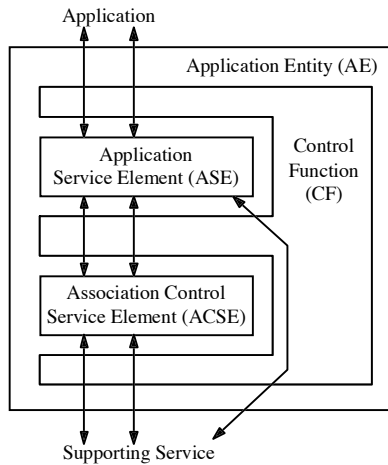 Application
Application Entity (AE)
Application
Service Element (ASE)
Control
Function
(CF)
Association Control
Service Element (ACSE)
Supporting Service